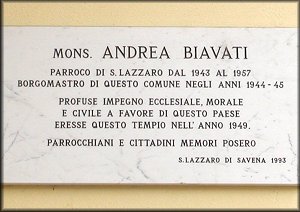 MONS. ANDREA BIAVATI
PARROCO DI S. LAZZARO DAL 1943 AL 1957
BORGOMASTRO DI QUESTO COMUNE NEGLI ANNI 1944-45
PROFUSE IMPEGNO ECCLESIALE, MORALE
E CIVILE A FAVORE DI QUESTO PAESE
ERESSE QUESTO TEMPIO NELL'ANNO 1949.
PARROCCHIANI E CITTADINI MEMORI POSERO
S. LAZZARO DI SAVENA 1993